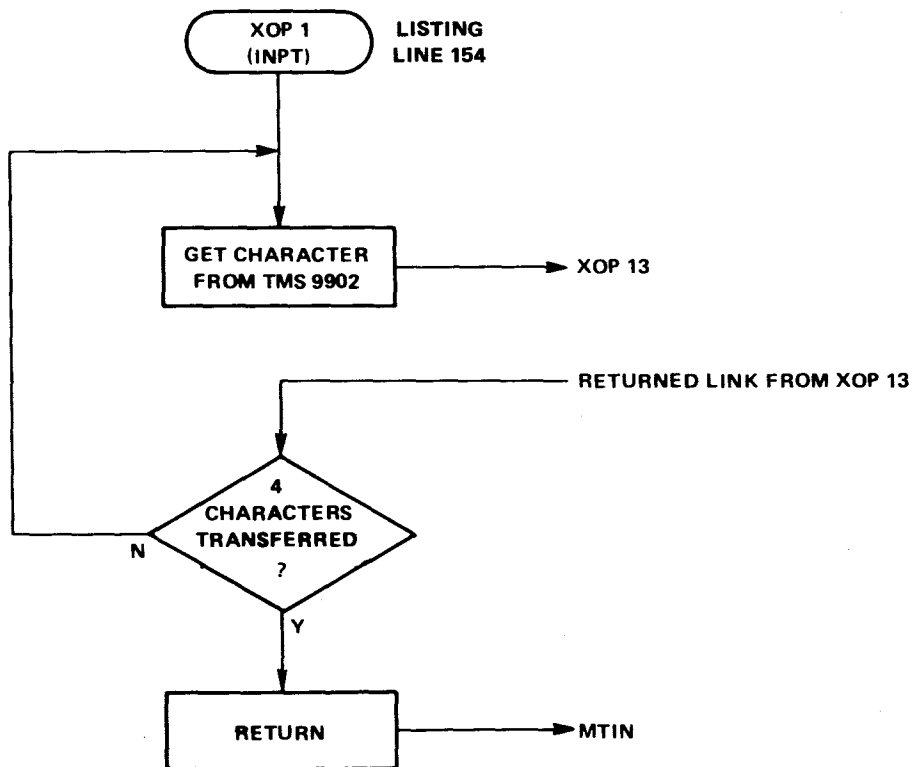 XOP 1
(INPT)
LISTING
LINE 154
GET CHARACTER
FROM TMS 9902
XOP 13
RETURNED LINK FROM XOP 13
4
CHARACTERS
TRANSFERRED
?
N
Y
RETURN
MTIN